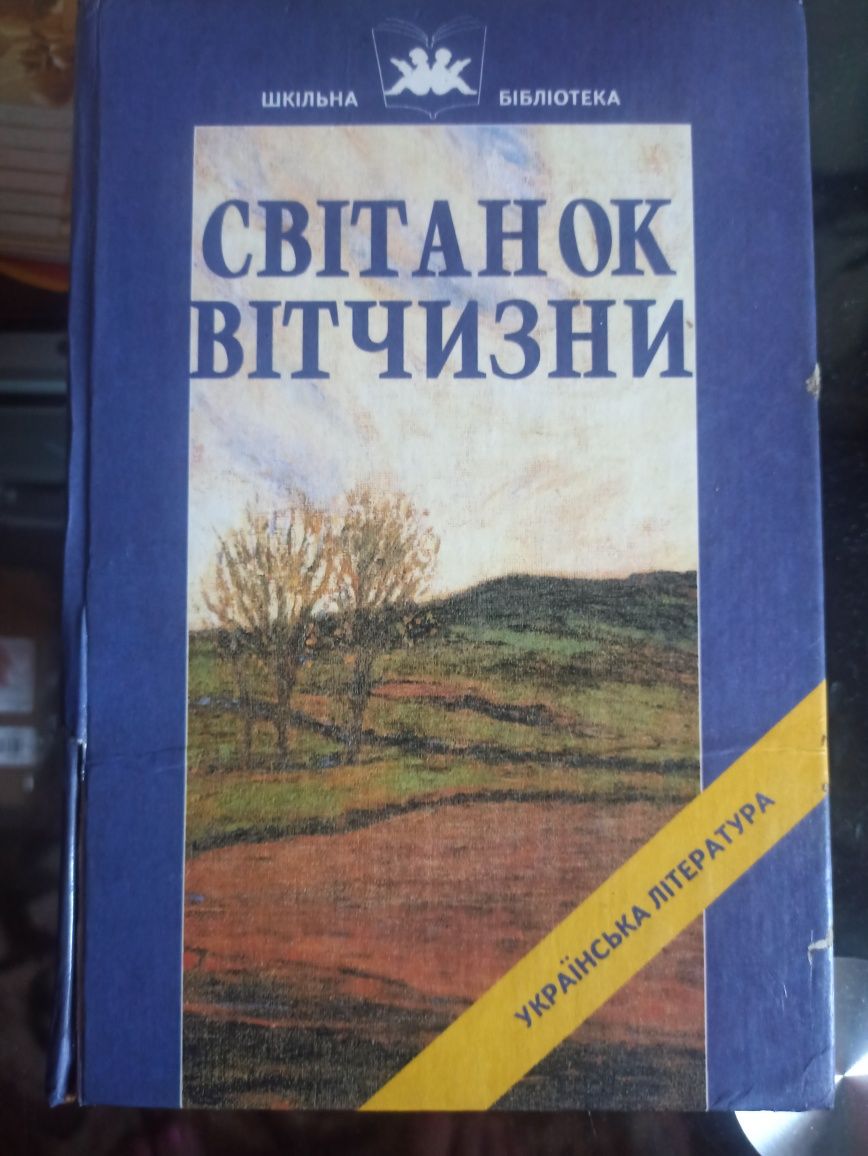 ШКІЛЬНА БІБЛІОТЕКА
СВІТАНОК
ВІТЧИЗНИ
УКРАЇНСЬКА ЛІТЕРАТУРА